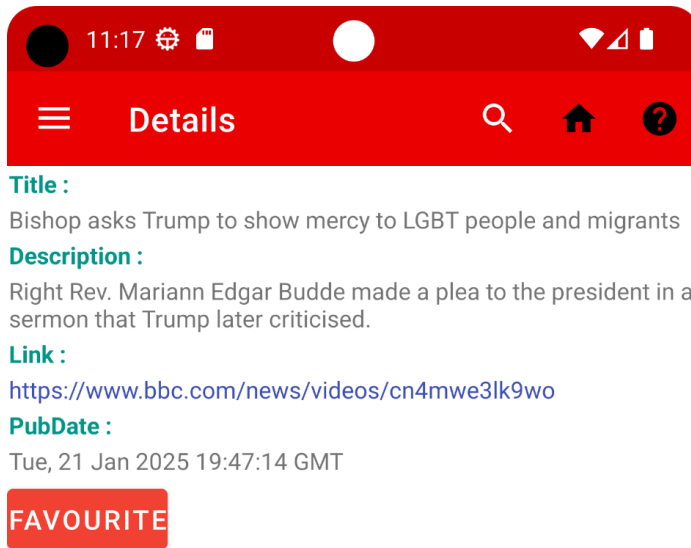 11:17
Details
Title :
Bishop asks Trump to show mercy to LGBT people and migrants
Description :
Right Rev. Mariann Edgar Budde made a plea to the president in a
sermon that Trump later criticised.
Link :
https://www.bbc.com/news/videos/cn4mwe3lk9wo
PubDate :
Tue, 21 Jan 2025 19:47:14 GMT
FAVOURITE